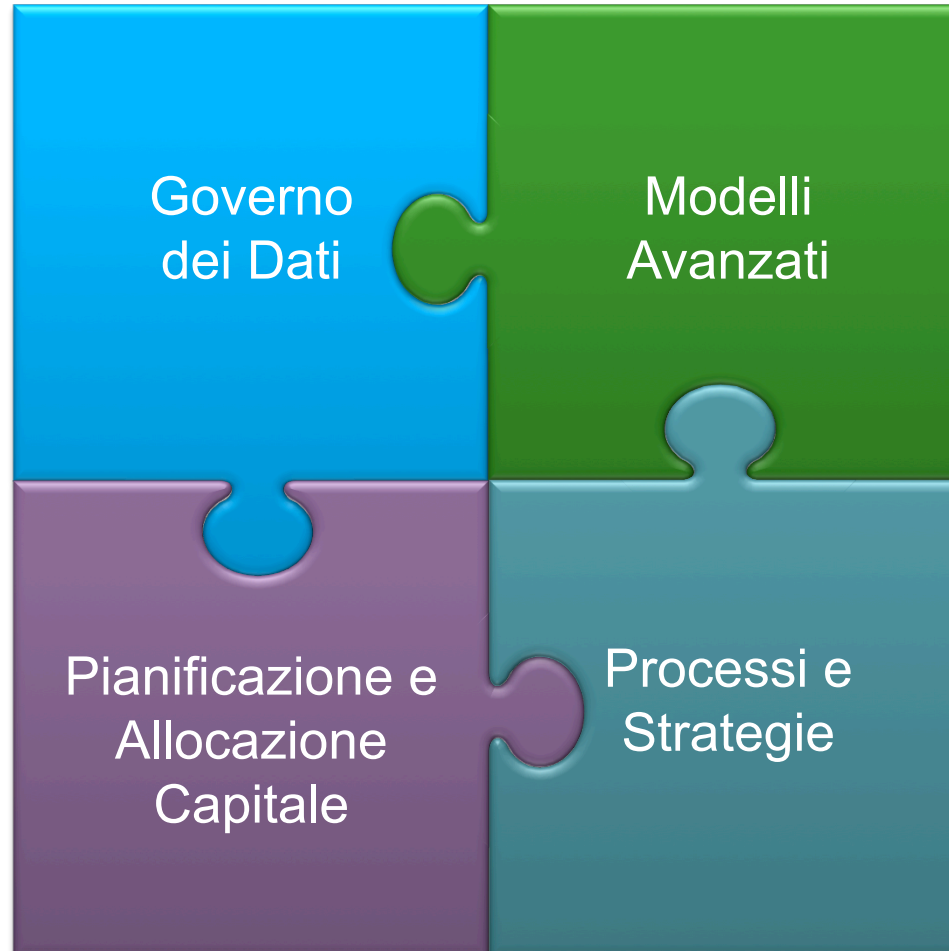 Governo
dei Dati
Modelli
Avanzati
Pianificazione e
Allocazione
Capitale
Processi e
Strategie